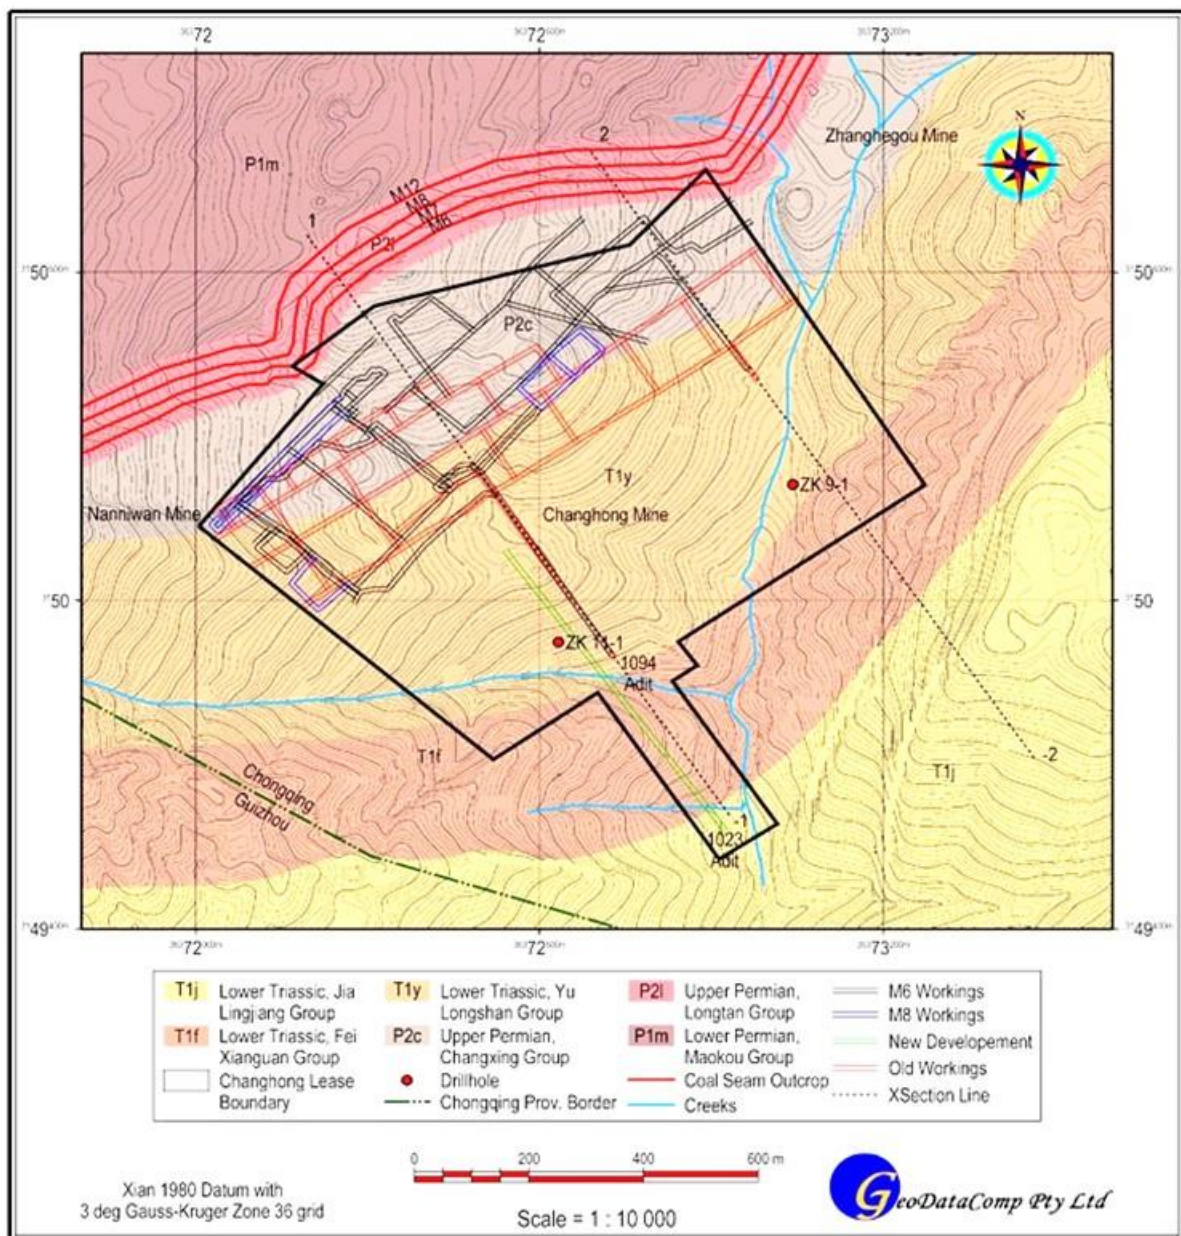 72
72
73
Zhanghegou Mine
N
2
P1m
M12
M8
M6
1
P2l
50
50
P2c
T1y
ZK 9-1
Nanniwan Mine
Changhong Mine
50
50
ZK 11-1
1094
Adit
-2
T1f
T1j
Chongqing
Guizhou
-1
1023
Adit
49
49
72
72
73
T1j Lower Triassic, Jia T1y Lower Triassic, Yu P2l Upper Permian, M6 Workings
Lingjiang Group Longshan Group Longtan Group M8 Workings
T1f Lower Triassic, Fei P2c Upper Permian, P1m Lower Permian, New Developement
Xianguan Group Changxing Group Maokou Group Old Workings
Changhong Lease Drillhole Coal Seam Outcrop XSection Line
Boundary Chongqing Prov. Border Creeks
0 200 400 600 m
Xian 1980 Datum with
3 deg Gauss-Kruger Zone 36 grid
Scale = 1 : 10 000
GeoDataComp Pty Ltd